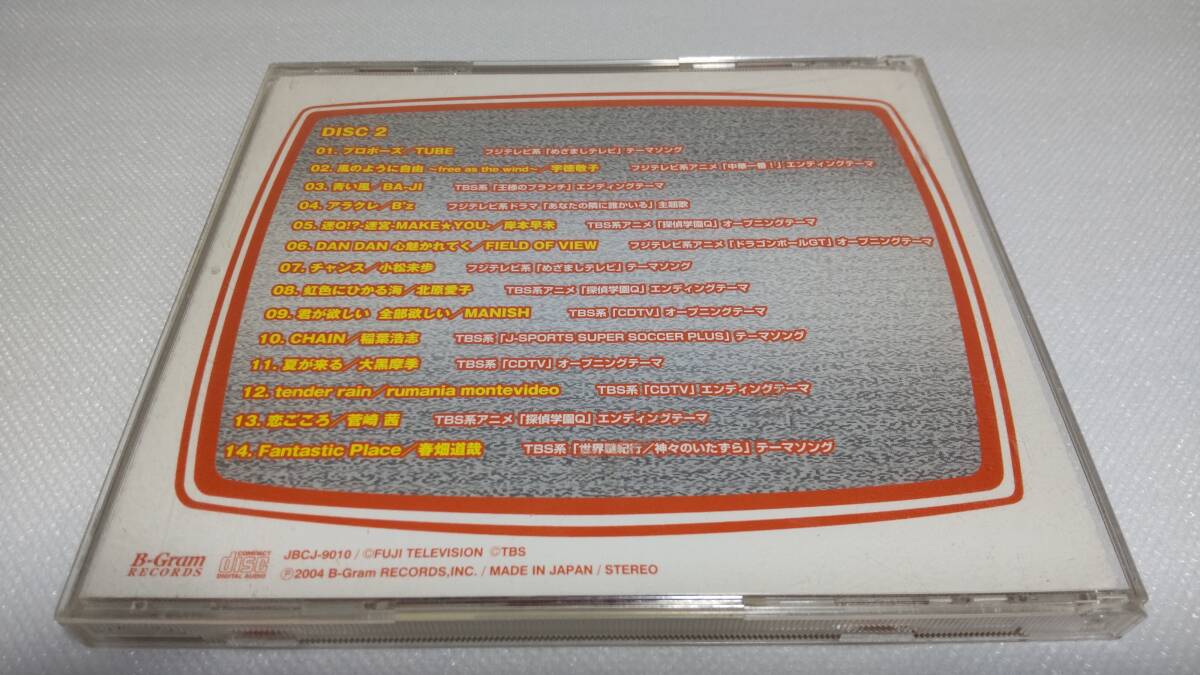 DISC 2
01. プロポーズ／TUBE フジテレビ系「めざましテレビ」テーマソング
02. 風のように自由 ~free as the wind~／宇徳敬子 フジテレビ系アニメ「中華一番！」エンディングテーマ
03. 青い風／BA-JI TBS系「王様のブランチ」エンディングテーマ
04. アラクレ／B'z フジテレビ系ドラマ「あなたの隣に誰かいる」主題歌
05. 迷Q!?-迷宮-MAKE★YOU-／岸本早未 TBS系アニメ「探偵学園Q」オープニングテーマ
06. DAN DAN 心魅かれてく／FIELD OF VIEW フジテレビ系アニメ「ドラゴンボールGT」オープニングテーマ
07. チャンス／小松未歩 フジテレビ系「めざましテレビ」テーマソング
08. 虹色にひかる海／北原愛子 TBS系アニメ「探偵学園Q」エンディングテーマ
09. 君が欲しい 全部欲しい／MANISH TBS系「CDTV」オープニングテーマ
10. CHAIN／稲葉浩志 TBS系「J-SPORTS SUPER SOCCER PLUS」テーマソング
11. 夏が来る／大黒摩季 TBS系「CDTV」オープニングテーマ
12. tender rain／rumania montevideo TBS系「CDTV」エンディングテーマ
13. 恋ごころ／菅崎 茜 TBS系アニメ「探偵学園Q」エンディングテーマ
14. Fantastic Place／春畑道哉 TBS系「世界謎紀行／神々のいたずら」テーマソング
B-Gram
RECORDS
COMPACT
disc
DIGITAL AUDIO
JBCJ-9010 / ©FUJI TELEVISION ©TBS
℗2004 B-Gram RECORDS,INC. / MADE IN JAPAN / STEREO